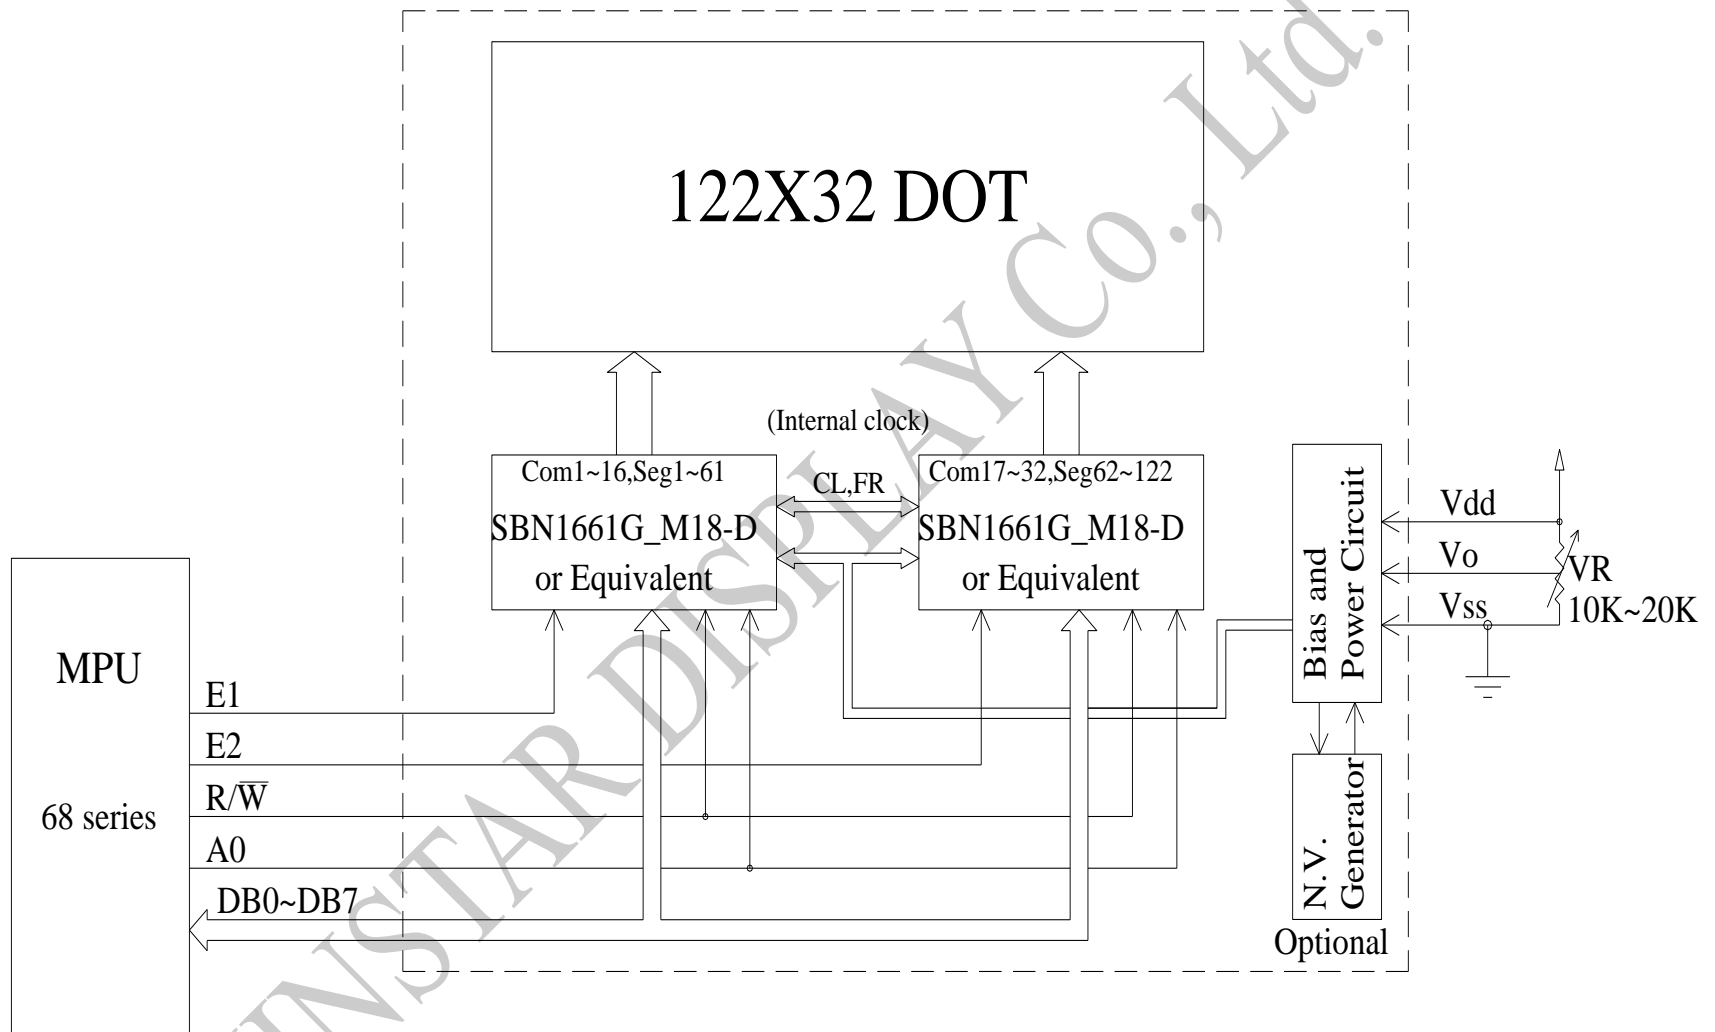 122X32 DOT
(Internal clock)
Com1~16,Seg1~61
SBN1661G_M18-D
or Equivalent
CL,FR
Com17~32,Seg62~122
SBN1661G_M18-D
or Equivalent
Bias and
Power Circuit
Vdd
Vo
Vss
VR
10K~20K
MPU
68 series
E1
E2
R/W̅
A0
DB0~DB7
N.V.
Generator
Optional
INSTAR DISPLAY Co., Ltd.